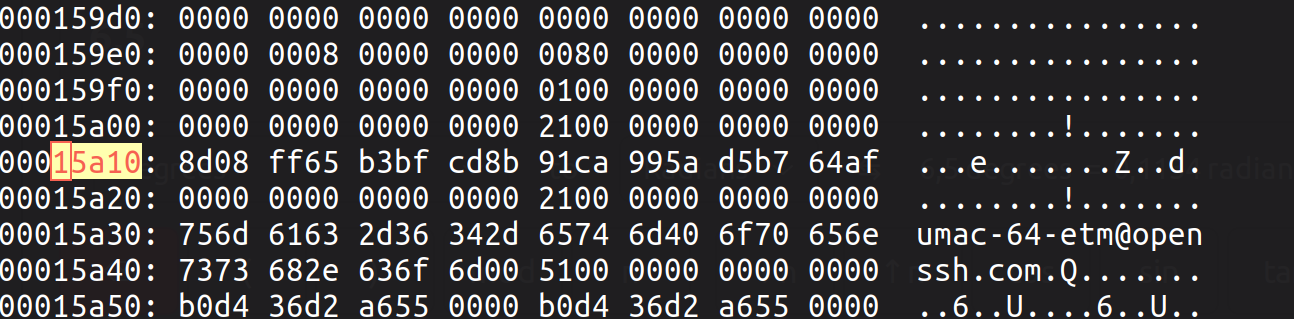 000159d0: 0000 0000 0000 0000 0000 0000 0000 0000  ................
000159e0: 0000 0008 0000 0000 0080 0000 0000 0000  ................
000159f0: 0000 0000 0000 0000 0100 0000 0000 0000  ................
00015a00: 0000 0000 0000 0000 2100 0000 0000 0000  ........!.......
00015a10: 8d08 ff65 b3bf cd8b 91ca 995a d5b7 64af  ...e.......Z..d.
00015a20: 0000 0000 0000 0000 2100 0000 0000 0000  ........!.......
00015a30: 756d 6163 2d36 342d 6574 6d40 6f70 656e  umac-64-etm@open
00015a40: 7373 682e 636f 6d00 5100 0000 0000 0000  ssh.com.Q.......
00015a50: b0d4 36d2 a655 0000 b0d4 36d2 a655 0000  ..6..U....6..U..